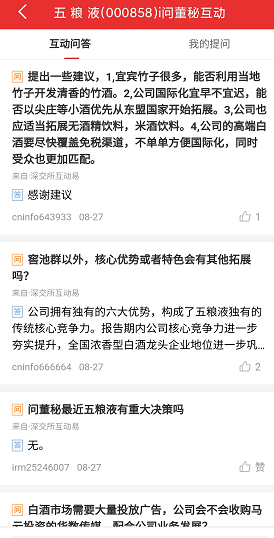 五 粮 液(000858)i问董秘互动
互动问答 我的提问
问 提出一些建议，1,宜宾竹子很多，能否利用当地
竹子开发清香的竹酒。2,公司国际化宜早不宜迟，能
否以尖庄等小酒优先从东盟国家开始拓展。3,公司也
应适当拓展无酒精饮料，米酒饮料。4,公司的高端白
酒要尽快覆盖免税渠道，不单单方便国际化，同时
受众也更加匹配。
来自·深交所互动易
答 感谢建议
cninfo643933 08-27 1
问 窖池群以外，核心优势或者特色会有其他拓展
吗？
来自·深交所互动易
答 公司拥有独有的六大优势，构成了五粮液独有的
传统核心竞争力。报告期内公司核心竞争力进一步
夯实提升，全国浓香型白酒龙头企业地位进一步巩...
cninfo666664 08-27 2
问 问董秘最近五粮液有重大决策吗
来自·深交所互动易
答 无。
irm25246007 08-27 赞
问 白酒市场需要大量投放广告，公司会不会收购马
云投资的华数传媒，配合公司业务发展？